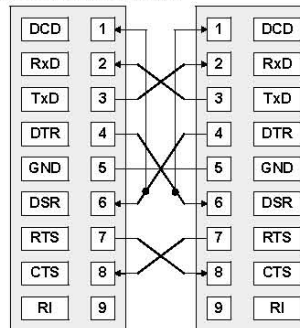 DCD 1 1 DCD
RxD 2 2 RxD
TxD 3 3 TxD
DTR 4 4 DTR
GND 5 5 GND
DSR 6 6 DSR
RTS 7 7 RTS
CTS 8 8 CTS
RI 9 9 RI